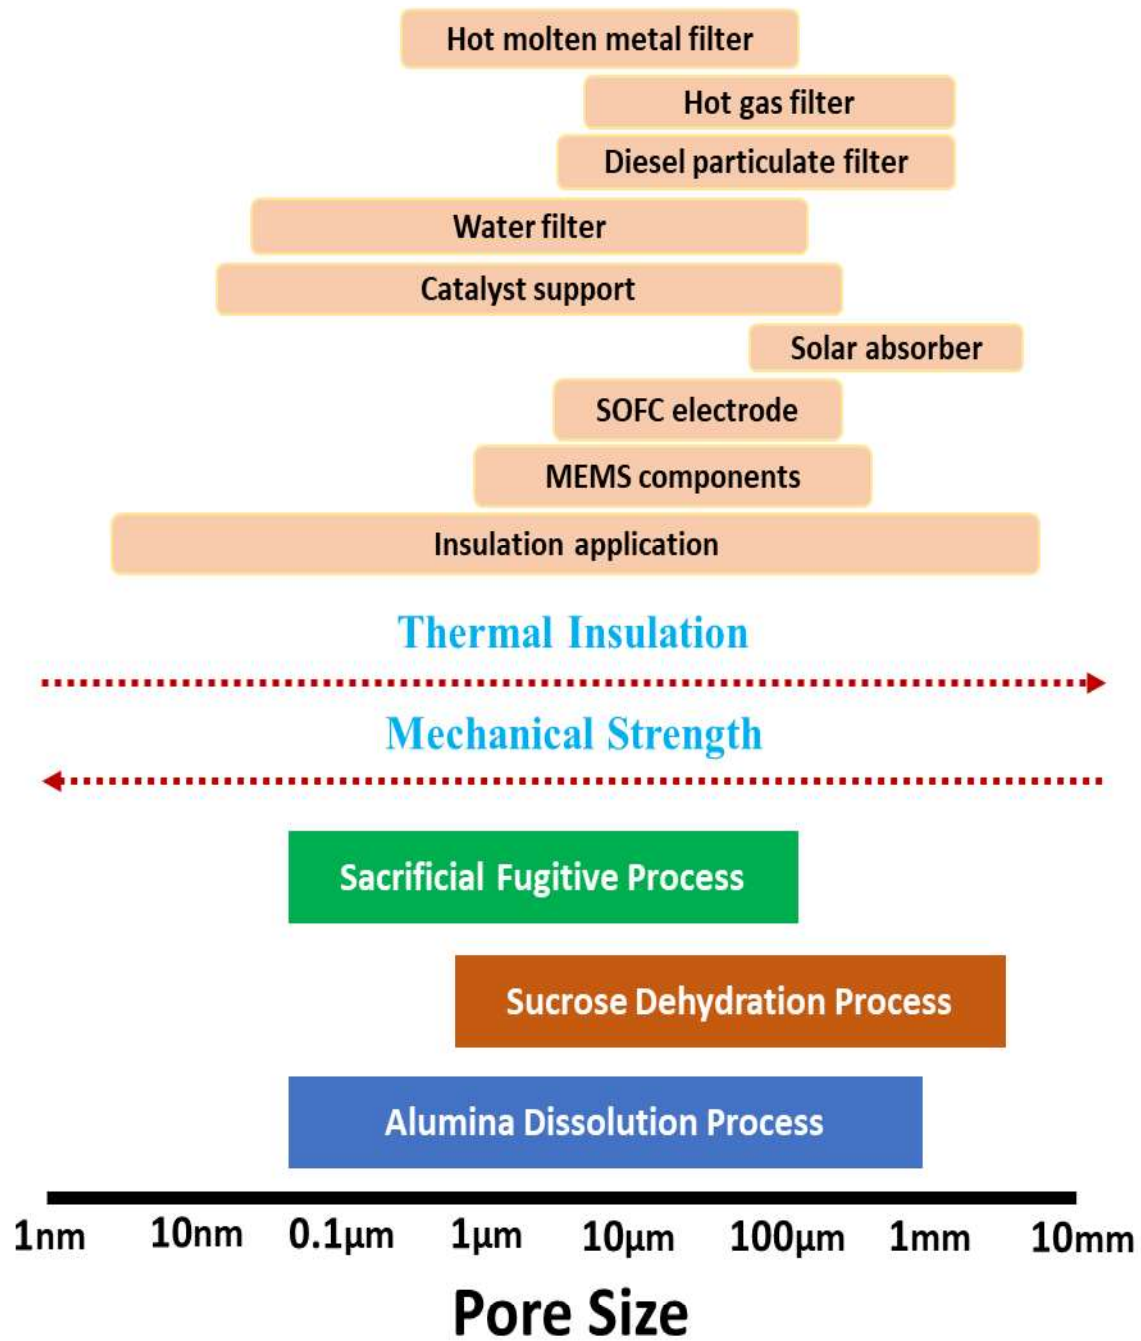 Hot molten metal filter
Hot gas filter
Diesel particulate filter
Water filter
Catalyst support
Solar absorber
SOFC electrode
MEMS components
Insulation application
Thermal Insulation
Mechanical Strength
Sacrificial Fugitive Process
Sucrose Dehydration Process
Alumina Dissolution Process
1nm 10nm 0.1µm 1µm 10µm 100µm 1mm 10mm
Pore Size